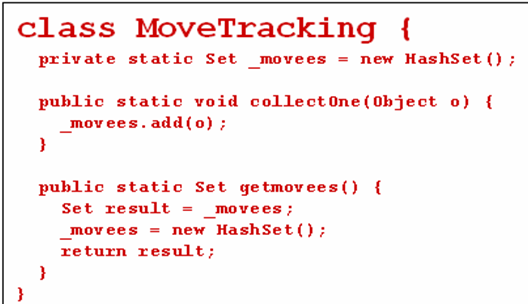 class MoveTracking {
private static Set _movees = new HashSet();
public static void collectOne(Object o) {
_movees.add(o);
}
public static Set getmovees() {
Set result = _movees;
_movees = new HashSet();
return result;
}
}